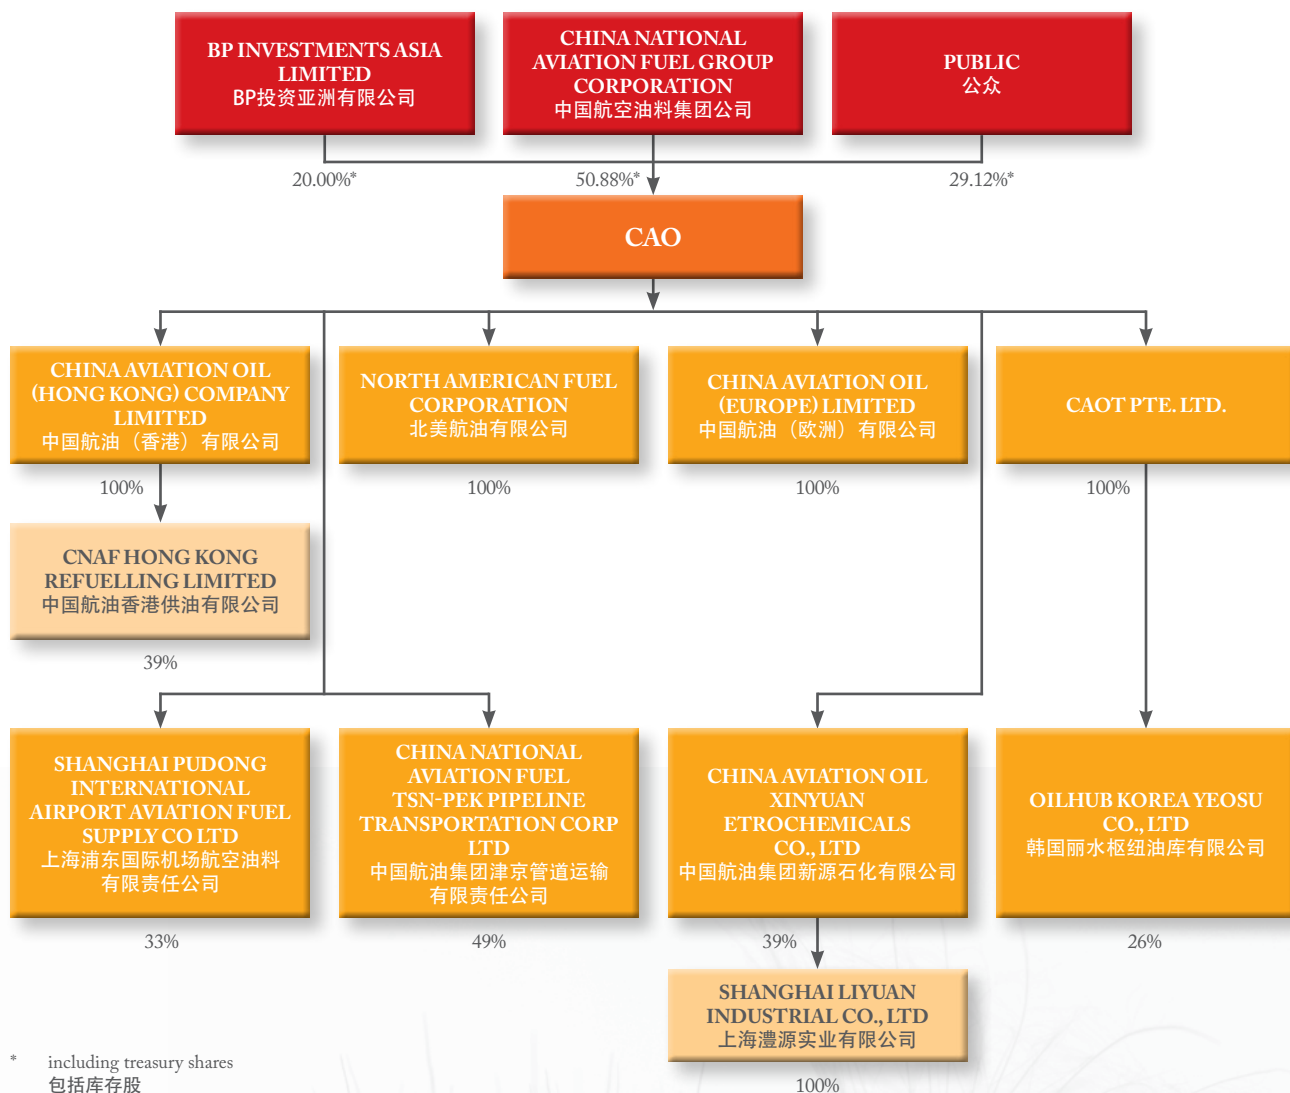 BP INVESTMENTS ASIA
LIMITED
BP投资亚洲有限公司
CHINA NATIONAL
AVIATION FUEL GROUP
CORPORATION
中国航空油料集团公司
PUBLIC
公众
20.00%*
50.88%*
29.12%*
CAO
CHINA AVIATION OIL
(HONG KONG) COMPANY
LIMITED
中国航油（香港）有限公司
NORTH AMERICAN FUEL
CORPORATION
北美航油有限公司
CHINA AVIATION OIL
(EUROPE) LIMITED
中国航油（欧洲）有限公司
CAOT PTE. LTD.
100%
100%
100%
100%
CNAF HONG KONG
REFUELLING LIMITED
中国航油香港供油有限公司
39%
SHANGHAI PUDONG
INTERNATIONAL
AIRPORT AVIATION FUEL
SUPPLY CO LTD
上海浦东国际机场航空油料
有限责任公司
CHINA NATIONAL
AVIATION FUEL
TSN-PEK PIPELINE
TRANSPORTATION CORP
LTD
中国航油集团津京管道运输
有限责任公司
CHINA AVIATION OIL
XINYUAN
ETROCHEMICALS
CO., LTD
中国航油集团新源石化有限公司
OILHUB KOREA YEOSU
CO., LTD
韩国丽水枢纽油库有限公司
33%
49%
39%
26%
SHANGHAI LIYUAN
INDUSTRIAL CO., LTD
上海澧源实业有限公司
100%
* including treasury shares
包括库存股